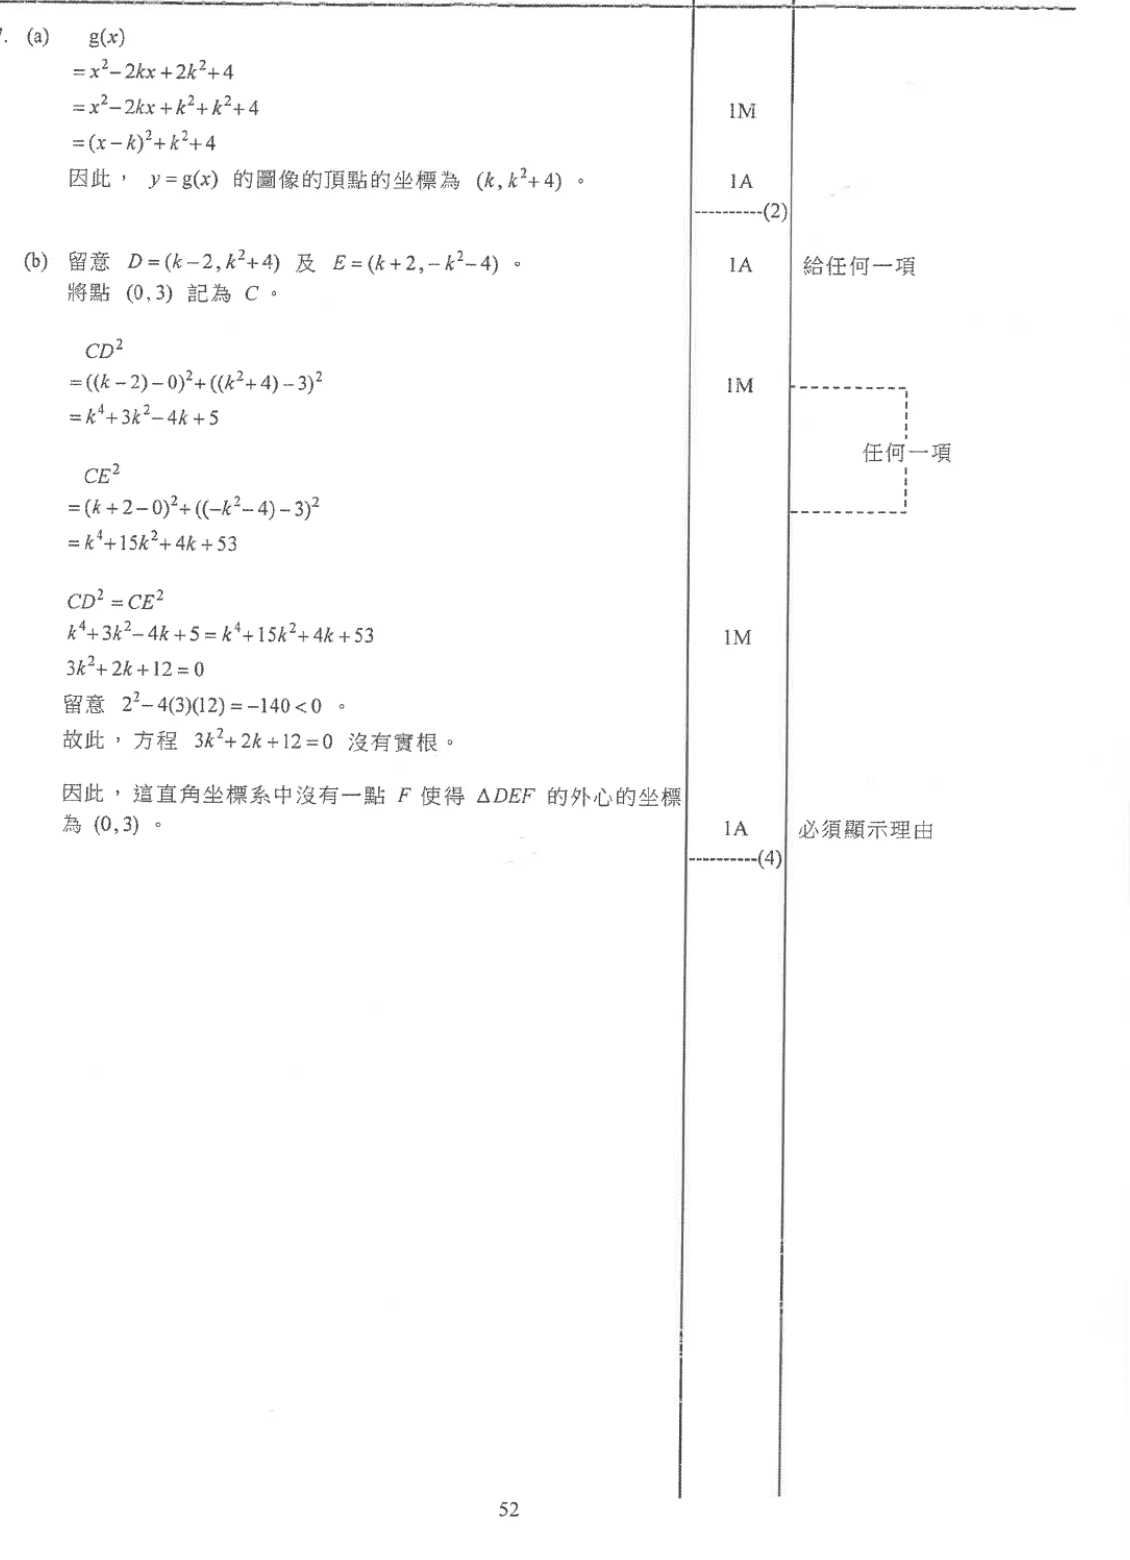 . (a) g(x)
= x²– 2kx + 2k²+ 4
= x²– 2kx + k²+ k²+ 4 1M
= (x – k)²+ k²+ 4
因此， y = g(x) 的圖像的頂點的坐標為 (k, k²+ 4) 。 1A
----------(2)
(b) 留意 D = (k – 2, k²+4) 及 E = (k + 2, – k²– 4) 。 1A 給任何一項
將點 (0, 3) 記為 C 。
CD²
= ((k – 2) – 0)²+ ((k²+ 4) – 3)² 1M
= k⁴+ 3k²– 4k + 5
任何一項
CE²
= (k + 2 – 0)²+ ((–k²– 4) – 3)²
= k⁴+ 15k²+ 4k + 53
CD² = CE²
k⁴+ 3k²– 4k + 5 = k⁴+ 15k²+ 4k + 53 1M
3k²+ 2k + 12 = 0
留意 2²– 4(3)(12) = –140 < 0 。
故此，方程 3k²+ 2k + 12 = 0 沒有實根。
因此，這直角坐標系中沒有一點 F 使得 ΔDEF 的外心的坐標
為 (0, 3) 。 1A 必須顯示理由
----------(4)
52